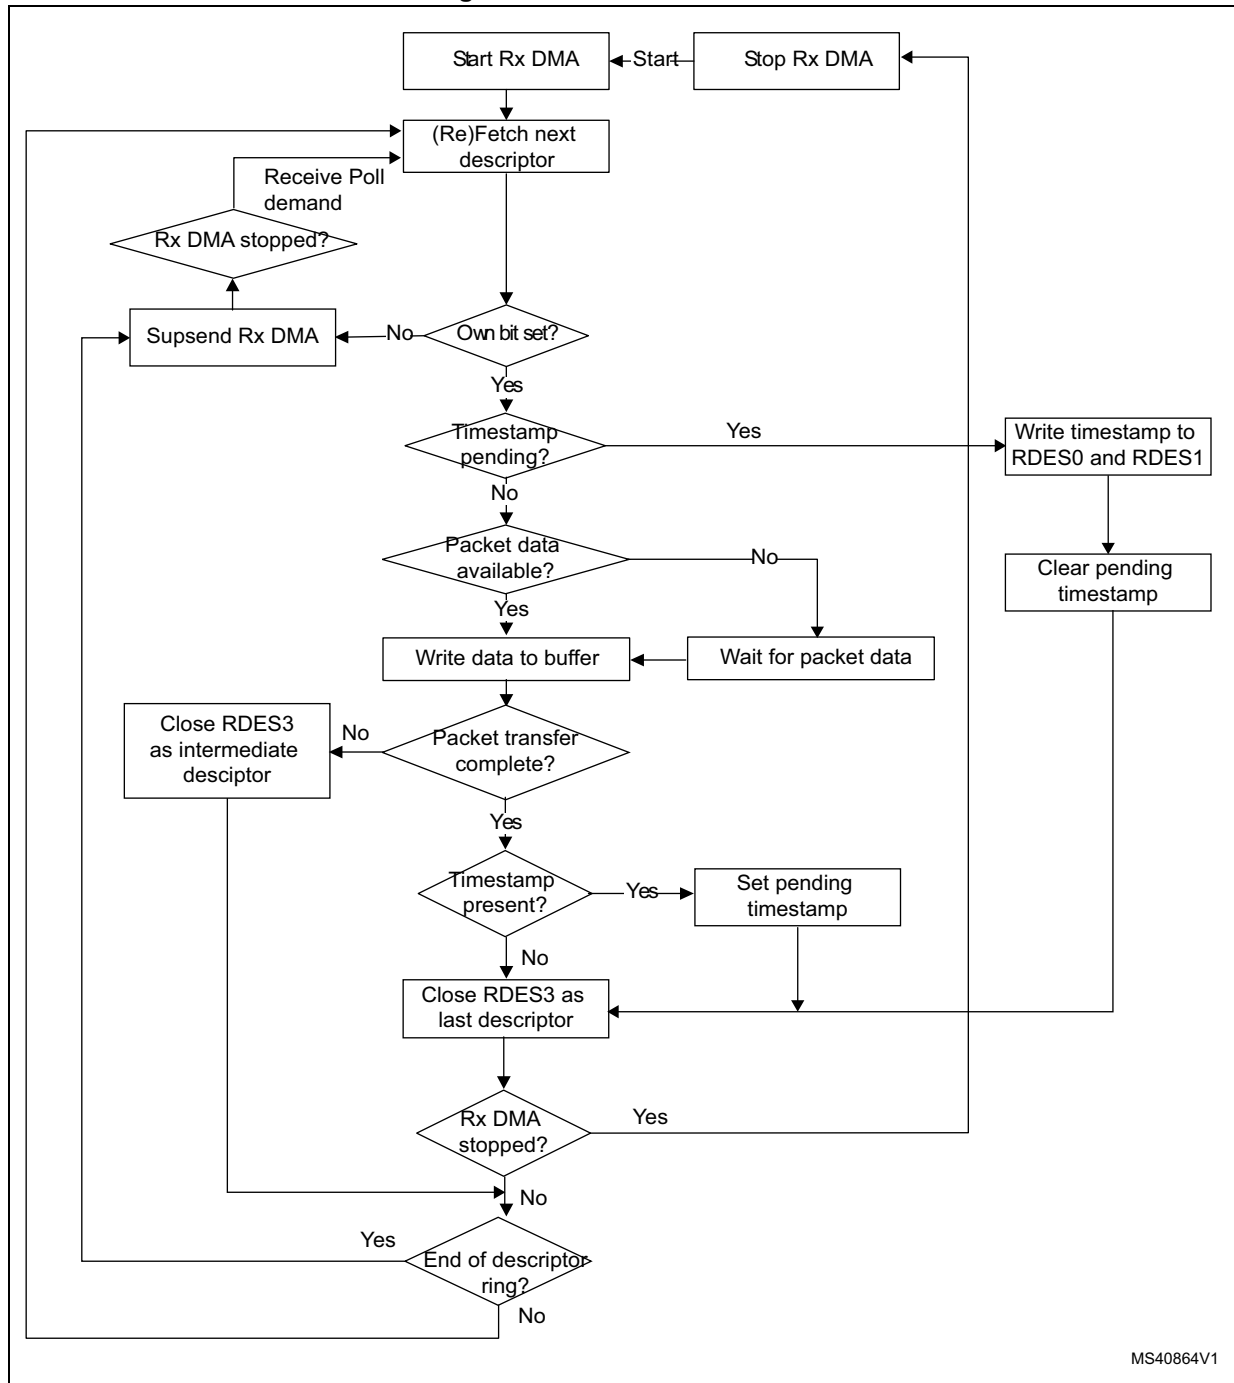 Start Rx DMA
Start
Stop Rx DMA
(Re)Fetch next
descriptor
Receive Poll
demand
Rx DMA stopped?
Supsend Rx DMA
No
Own bit set?
Yes
Timestamp
pending?
Yes
Write timestamp to
RDES0 and RDES1
No
Packet data
available?
No
Clear pending
timestamp
Yes
Write data to buffer
Wait for packet data
Close RDES3
as intermediate
desciptor
No
Packet transfer
complete?
Yes
Timestamp
present?
Yes
Set pending
timestamp
No
Close RDES3 as
last descriptor
Rx DMA
stopped?
Yes
No
Yes
End of descriptor
ring?
No
MS40864V1